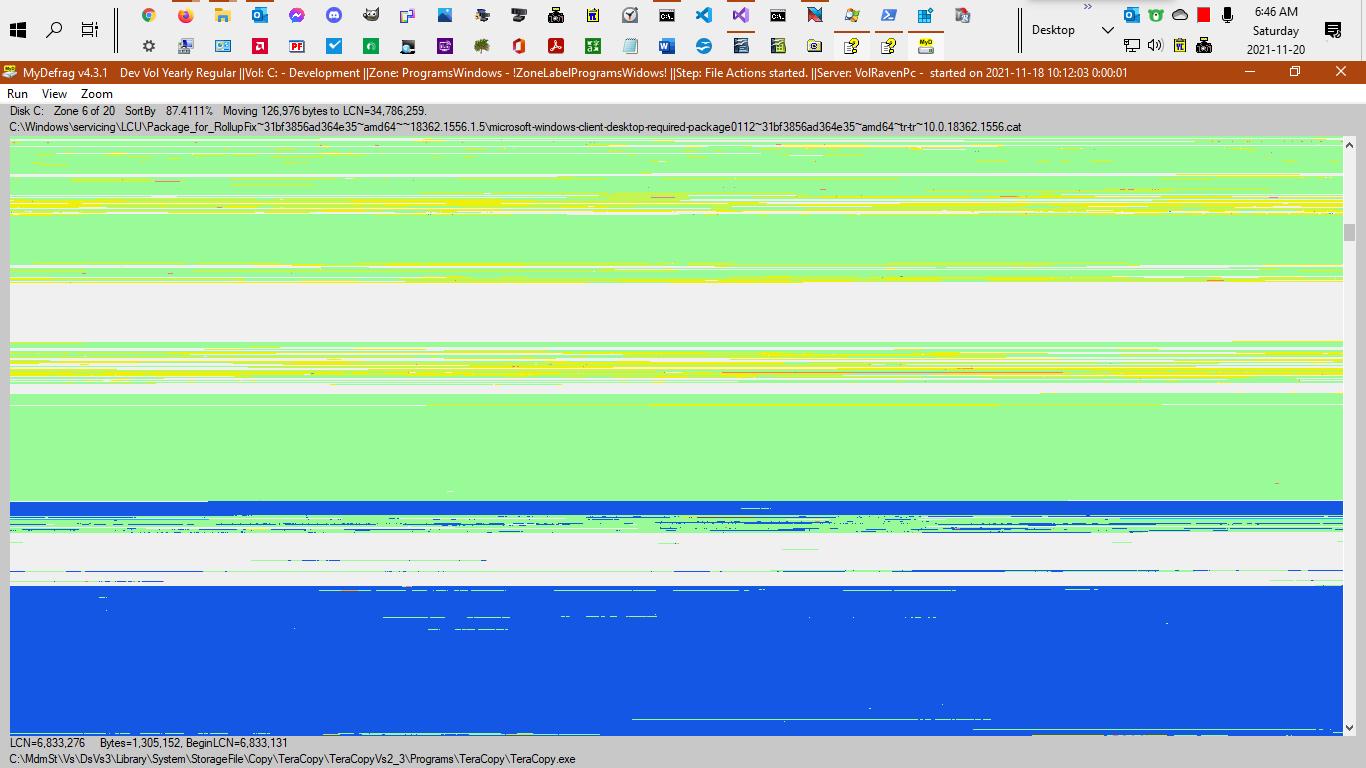 6:46 AM
Desktop
Saturday
2021-11-20
MyDefrag v4.3.1 Dev Vol Yearly Regular ||Vol: C: - Development ||Zone: ProgramsWindows - !ZoneLabelProgramsWindows! ||Step: File Actions started. ||Server: VolRavenPc - started on 2021-11-18 10:12:03 0:00:01
Run View Zoom
Disk C: Zone 6 of 20 SortBy 87.4111% Moving 126,976 bytes to LCN=34,786,259.
C:\Windows\servicing\LCU\Package_for_RollupFix~31bf3856ad364e35~amd64~~18362.1556.1.5\microsoft-windows-client-desktop-required-package0112~31bf3856ad364e35~amd64~tr-tr~10.0.18362.1556.cat
LCN=6,833,276 Bytes=1,305,152, BeginLCN=6,833,131
C:\MdmSt\Vs\DsVs3\Library\System\StorageFile\Copy\TeraCopy\TeraCopyVs2_3\Programs\TeraCopy\TeraCopy.exe